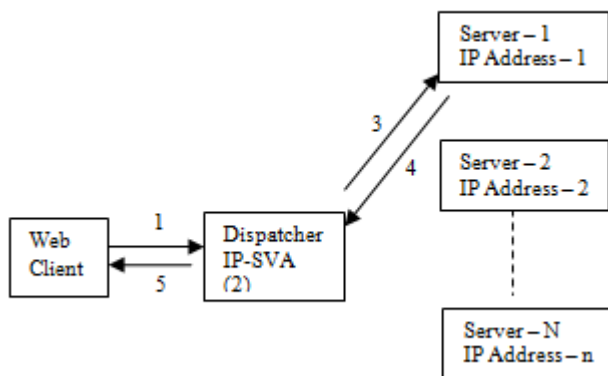 Server – 1
IP Address – 1
3
4
Server – 2
IP Address – 2
1
Web
Client
Dispatcher
IP-SVA
(2)
5
Server – N
IP Address – n